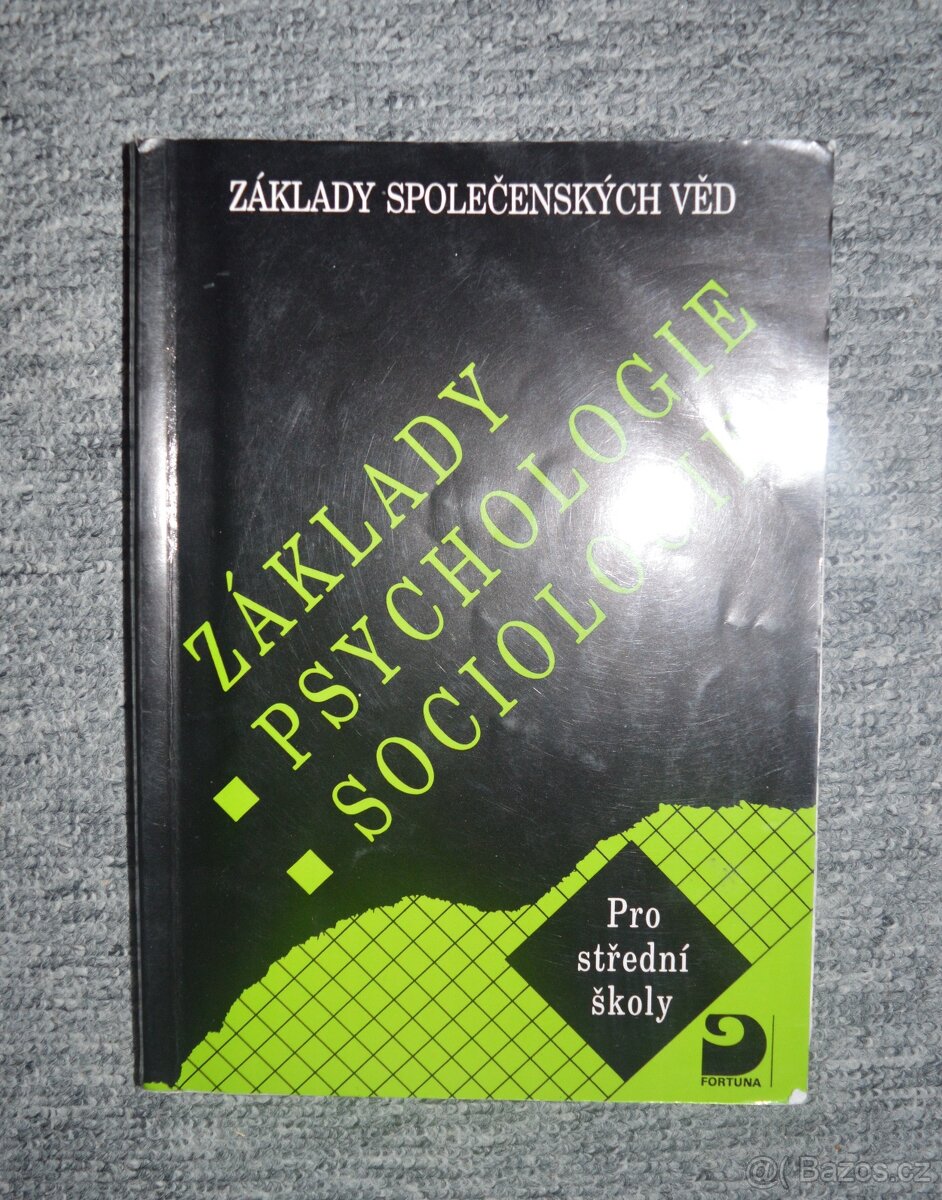 ZÁKLADY SPOLEČENSKÝCH VĚD
ZÁKLADY
PSYCHOLOGIE
SOCIOLOGIE
Pro
střední
školy
FORTUNA
@( Bazos.cz